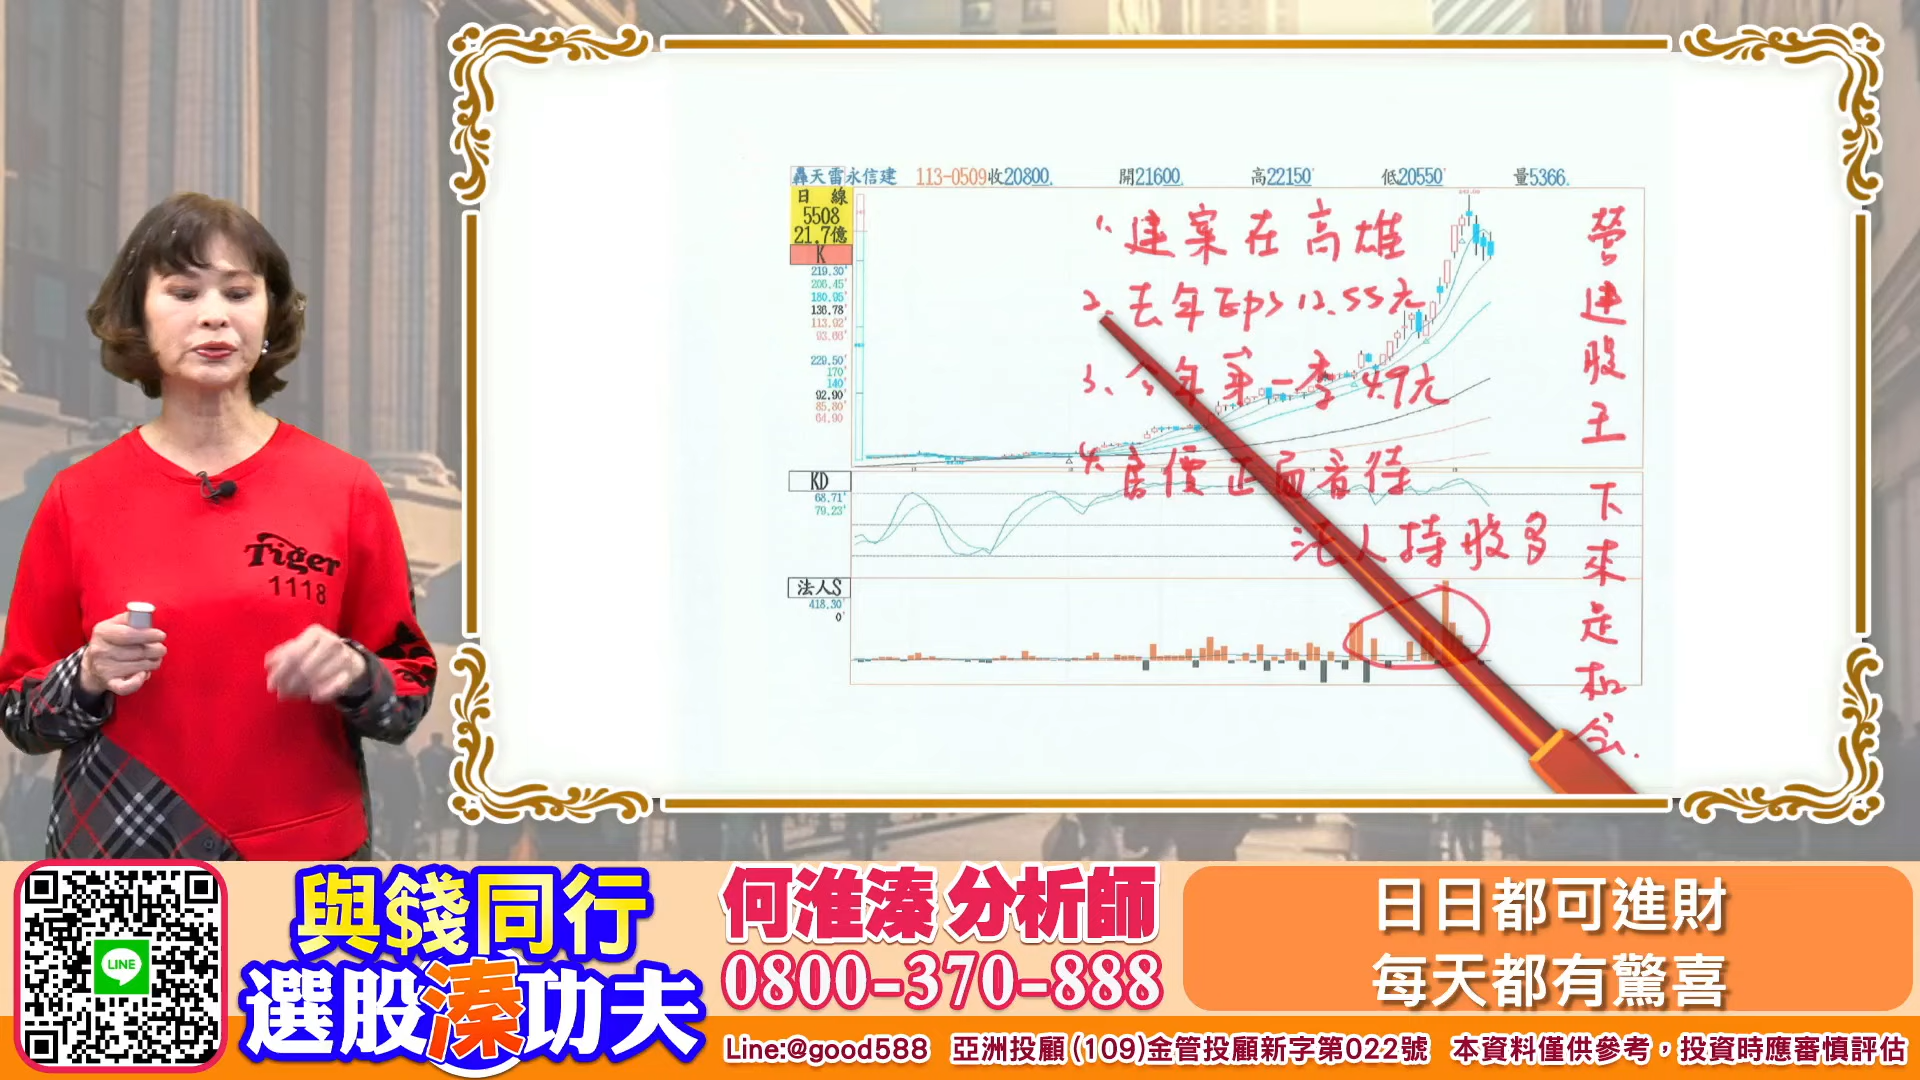 轟天雷永信建 113-0509收20800. 開21600. 高22150' 低20550' 量5366.
日 線
5508
21.7億
K
219.30'
206.45'
180.95'
136.78'
113.92'
93.66'
229.50'
170'
140'
92.90'
85.80'
64.90
1. 建案在高雄
2. 去年Eps 12.55元
3. 今年第一季 4.9元
4. 房價正面看待
法人持股多
營建股王下來是机会.
KD
68.71'
79.23'
法人S
418.30'
0'
Tiger
1118
LINE
與$錢同行
選股溱功夫
何淮溱 分析師
0800-370-888
日日都可進財
每天都有驚喜
Line:@good588 亞洲投顧 (109)金管投顧新字第022號 本資料僅供參考，投資時應審慎評估